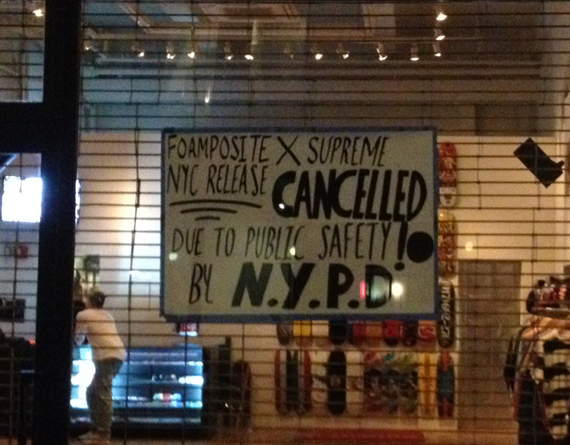 FOAMPOSITE X SUPREME
NYC RELEASE CANCELLED
DUE TO PUBLIC SAFETY!
BY N.Y.P.D.